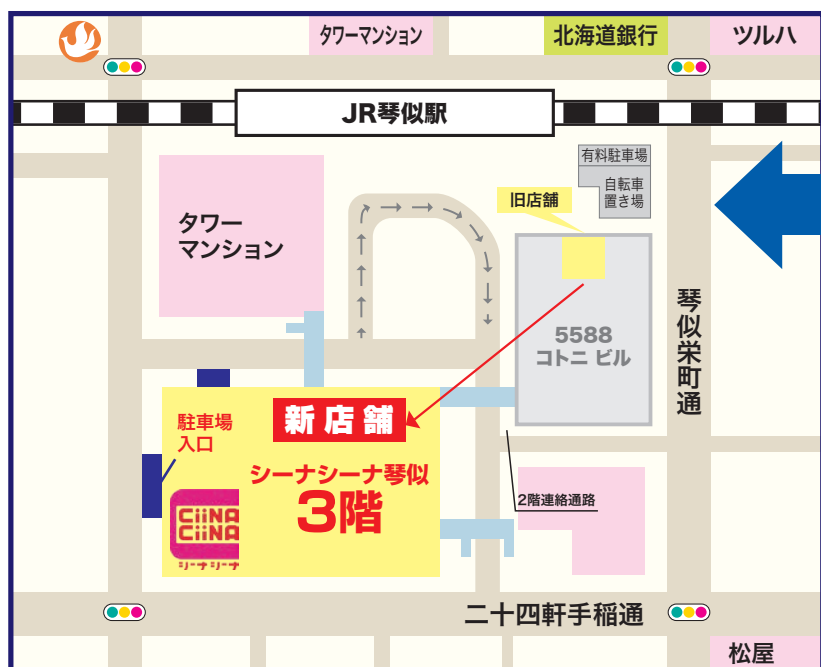 タワーマンション
北海道銀行
ツルハ
JR琴似駅
有料駐車場
自転車
置き場
旧店舗
タワー
マンション
琴似栄町通
5588
コトニ ビル
新店舗
駐車場
入口
シーナシーナ琴似
3階
CiiNA
CiiNA
シーナシーナ
2階連絡通路
二十四軒手稲通
松屋